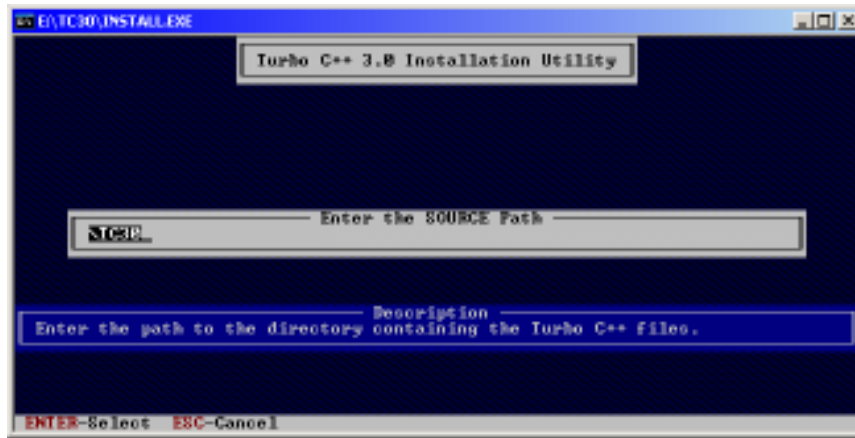 E:\TC30\INSTALL.EXE
Turbo C++ 3.0 Installation Utility
Enter the SOURCE Path
\TC30_
Description
Enter the path to the directory containing the Turbo C++ files.
ENTER-Select ESC-Cancel